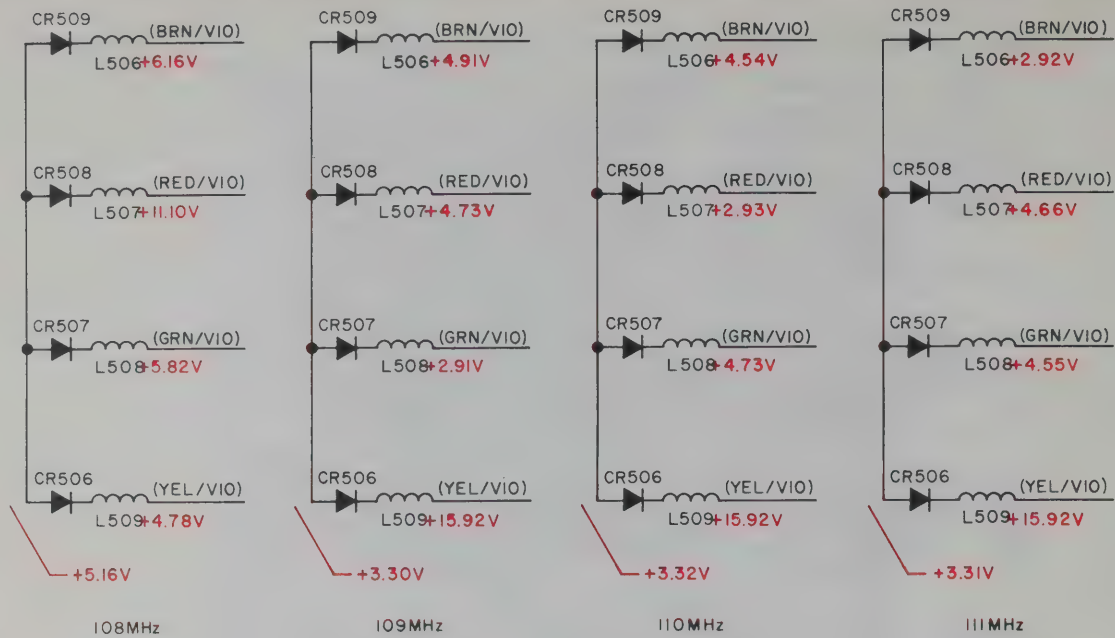 CR509
(BRN/VIO)
L506 +6.16V
CR508
(RED/VIO)
L507 +11.10V
CR507
(GRN/VIO)
L508 +5.82V
CR506
(YEL/VIO)
L509 +4.78V
+5.16V
108MHz
CR509
(BRN/VIO)
L506 +4.91V
CR508
(RED/VIO)
L507 +4.73V
CR507
(GRN/VIO)
L508 +2.91V
CR506
(YEL/VIO)
L509 +15.92V
+3.30V
109MHz
CR509
(BRN/VIO)
L506 +4.54V
CR508
(RED/VIO)
L507 +2.93V
CR507
(GRN/VIO)
L508 +4.73V
CR506
(YEL/VIO)
L509 +15.92V
+3.32V
110MHz
CR509
(BRN/VIO)
L506 +2.92V
CR508
(RED/VIO)
L507 +4.66V
CR507
(GRN/VIO)
L508 +4.55V
CR506
(YEL/VIO)
L509 +15.92V
+3.31V
111MHz